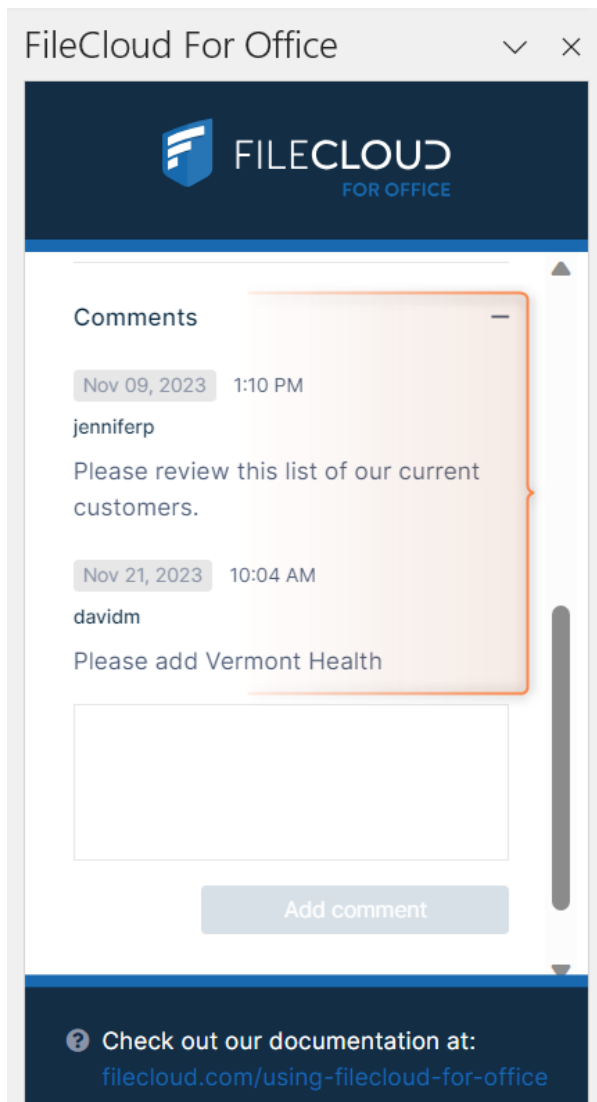 FileCloud For Office
FILECLOUD
FOR OFFICE
Comments
Nov 09, 2023 1:10 PM
jenniferp
Please review this list of our current
customers.
Nov 21, 2023 10:04 AM
davidm
Please add Vermont Health
Add comment
Check out our documentation at:
filecloud.com/using-filecloud-for-office